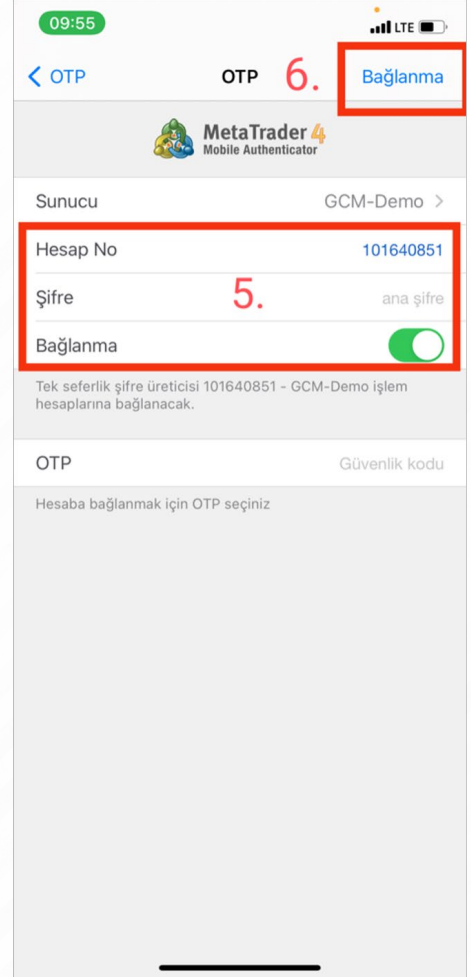 09:55
LTE
OTP
OTP
6.
Bağlanma
MetaTrader 4
Mobile Authenticator
Sunucu
GCM-Demo
Hesap No
101640851
Şifre
5.
ana şifre
Bağlanma
Tek seferlik şifre üreticisi 101640851 - GCM-Demo işlem
hesaplarına bağlanacak.
OTP
Güvenlik kodu
Hesaba bağlanmak için OTP seçiniz